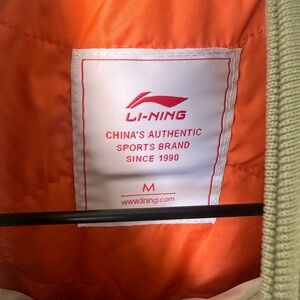 LI-NING
CHINA'S AUTHENTIC
SPORTS BRAND
SINCE 1990
M
www.lining.com